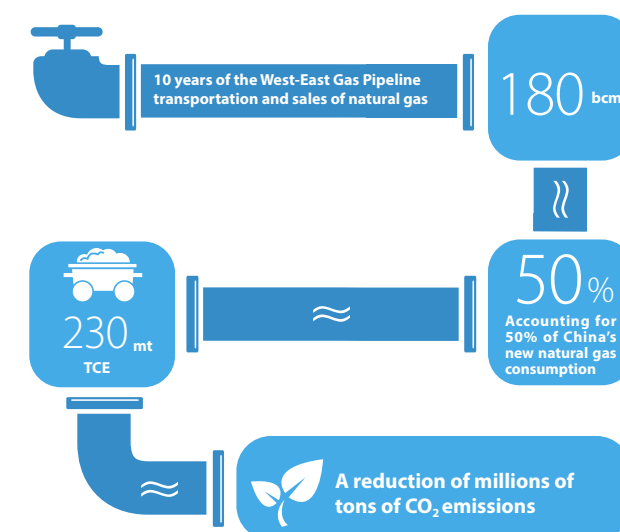 10 years of the West-East Gas Pipeline
transportation and sales of natural gas
180 bcm
50%
Accounting for
50% of China's
new natural gas
consumption
230 mt
TCE
A reduction of millions of
tons of CO₂ emissions